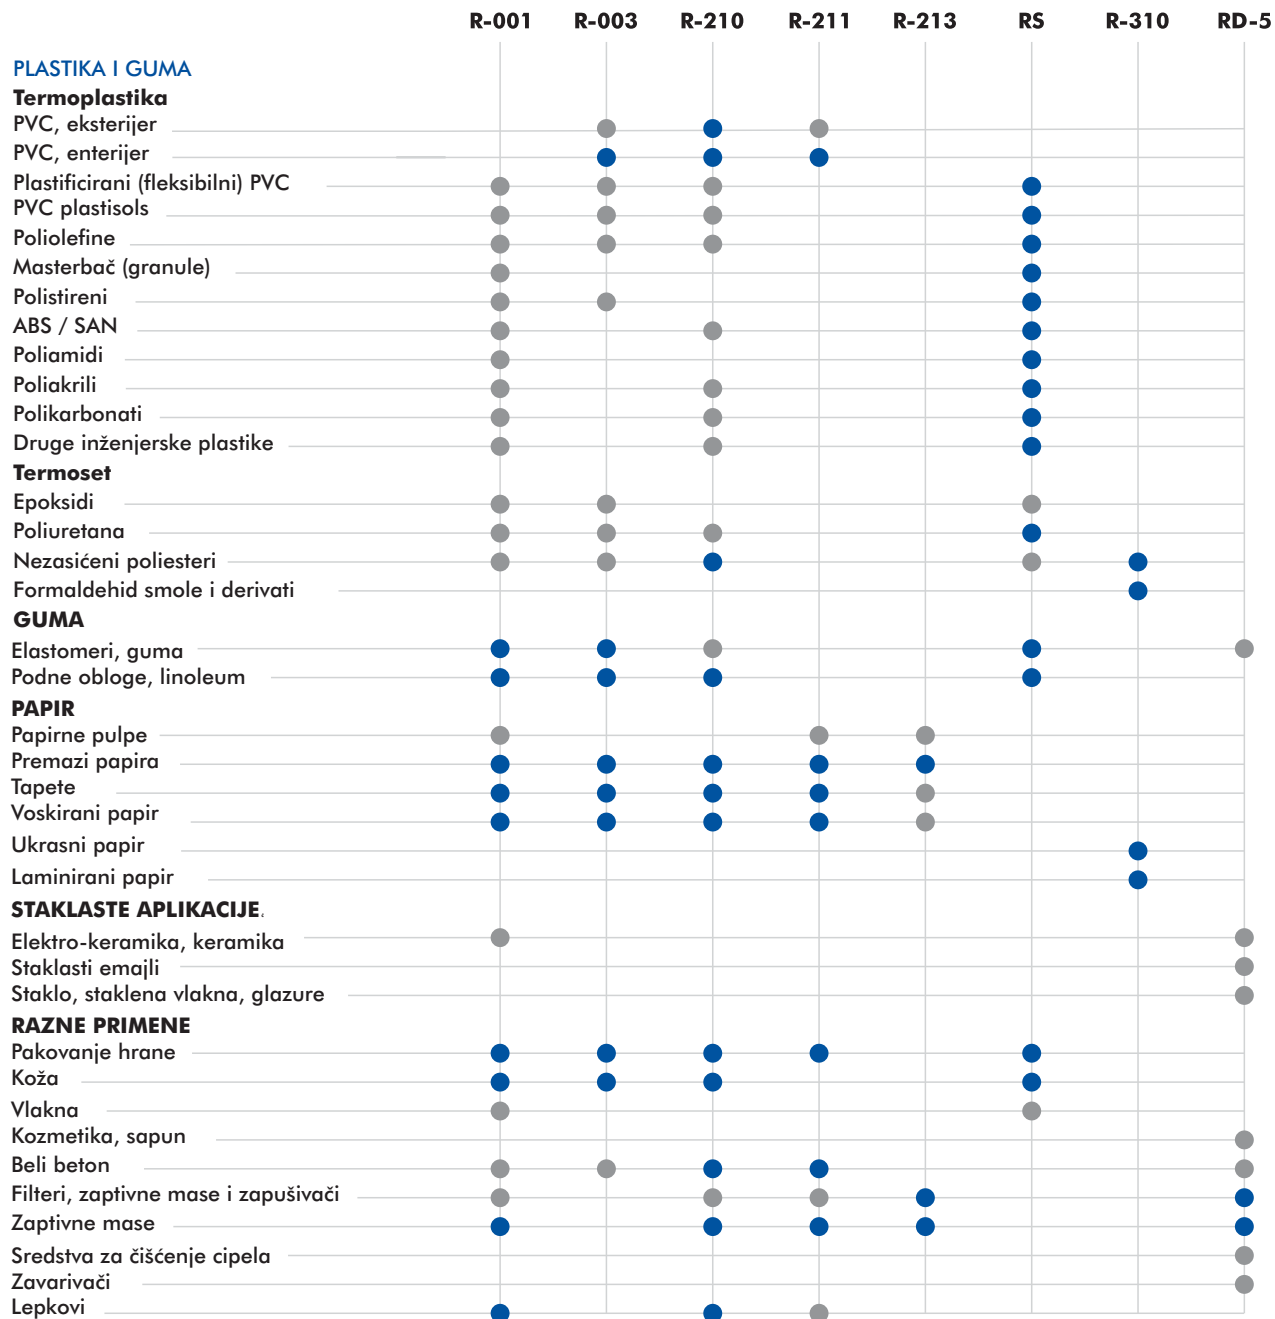 R-001 R-003 R-210 R-211 R-213 RS R-310 RD-5
PLASTIKA I GUMA
Termoplastika
PVC, eksterijer
PVC, enterijer
Plastificirani (fleksibilni) PVC
PVC plastisols
Poliolefine
Masterbač (granule)
Polistireni
ABS / SAN
Poliamidi
Poliakrili
Polikarbonati
Druge inženjerske plastike
Termoset
Epoksidi
Poliuretana
Nezasićeni poliesteri
Formaldehid smole i derivati
GUMA
Elastomeri, guma
Podne obloge, linoleum
PAPIR
Papirne pulpe
Premazi papira
Tapete
Voskirani papir
Ukrasni papir
Laminirani papir
STAKLASTE APLIKACIJE
Elektro-keramika, keramika
Staklasti emajli
Staklo, staklena vlakna, glazure
RAZNE PRIMENE
Pakovanje hrane
Koža
Vlakna
Kozmetika, sapun
Beli beton
Filteri, zaptivne mase i zapušivači
Zaptivne mase
Sredstva za čišćenje cipela
Zavarivači
Lepkovi